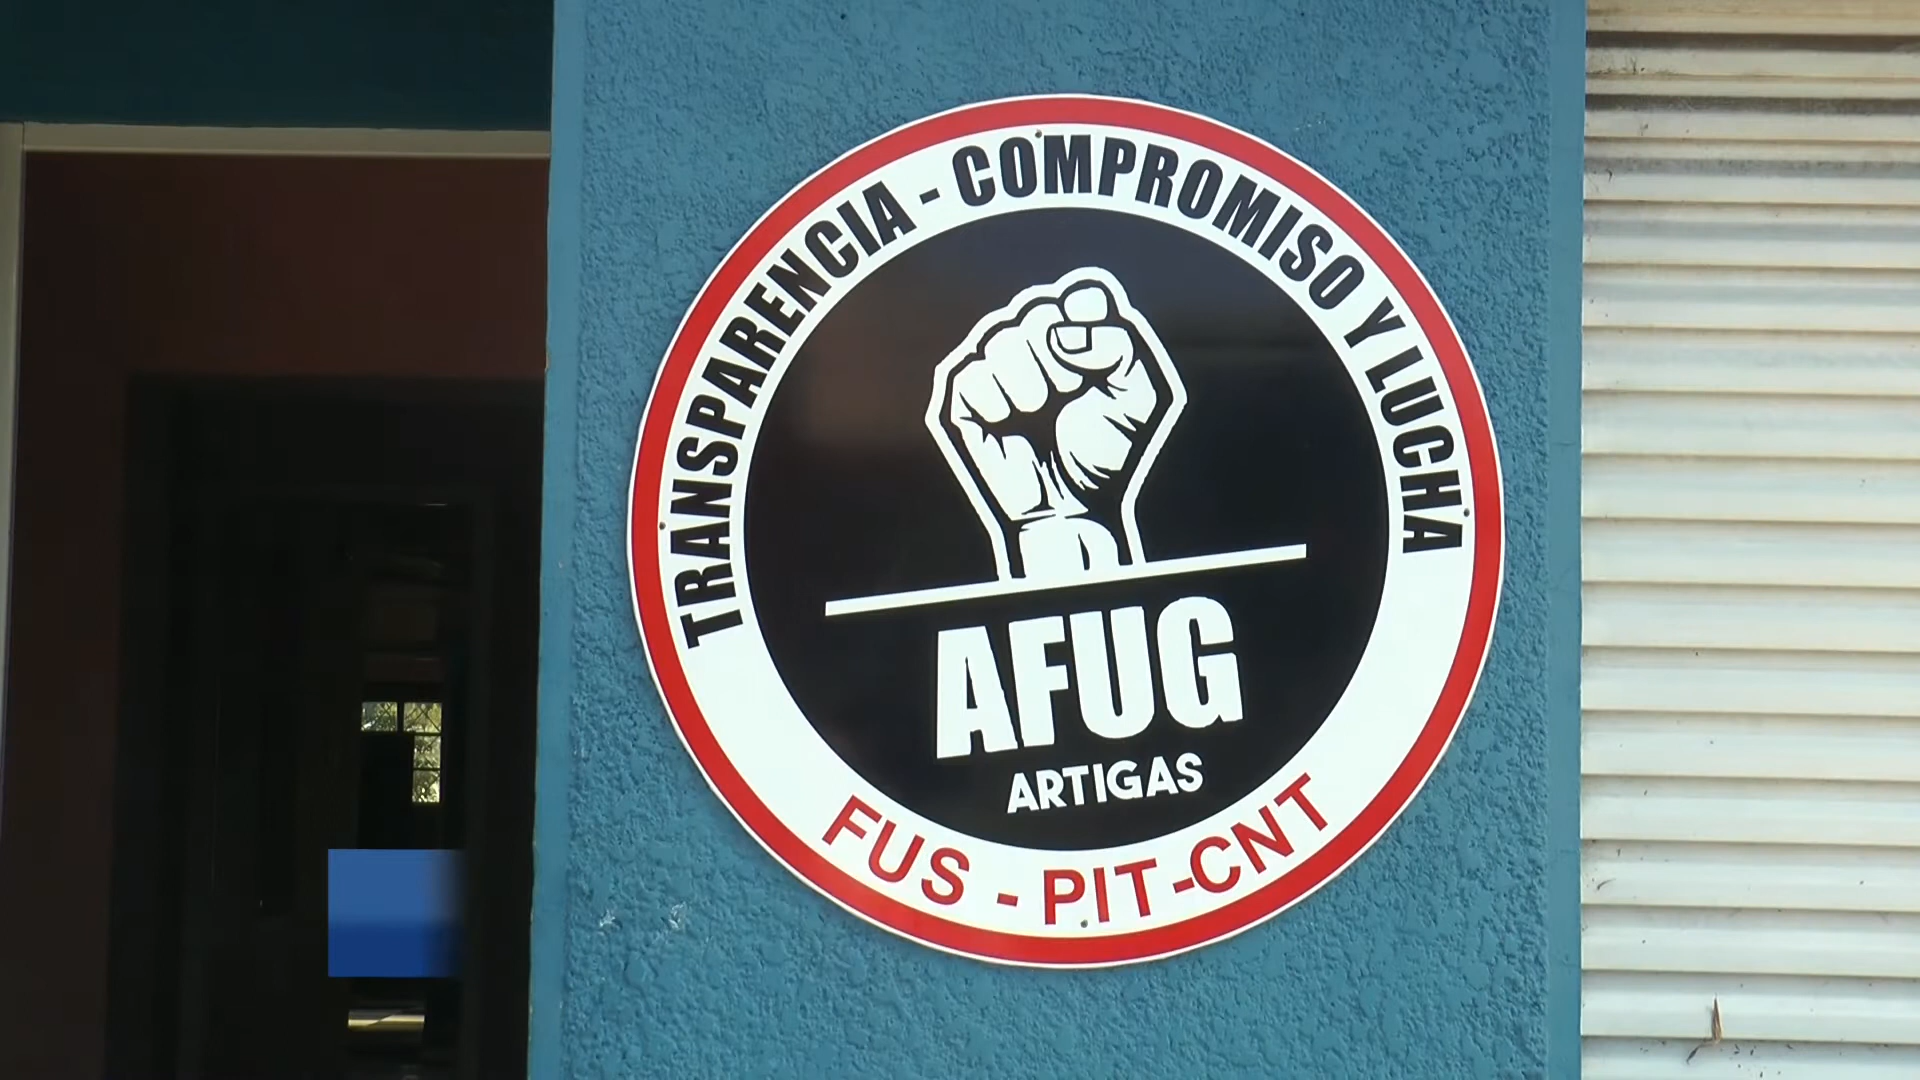 TRANSPARENCIA - COMPROMISO Y LUCHA
AFUG
ARTIGAS
FUS - PIT-CNT